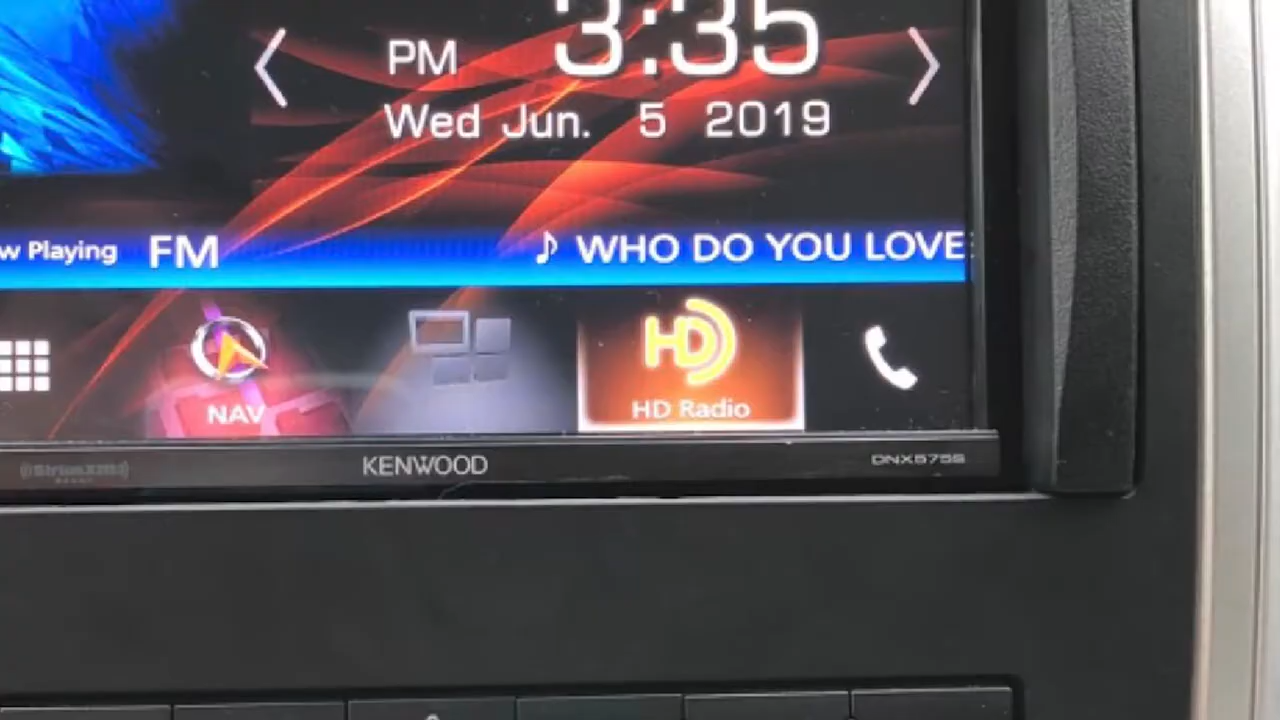 3:35
PM
Wed Jun. 5 2019
w Playing FM ♪ WHO DO YOU LOVE
NAV
HD
HD Radio
SiriusXM
KENWOOD
DNX575S